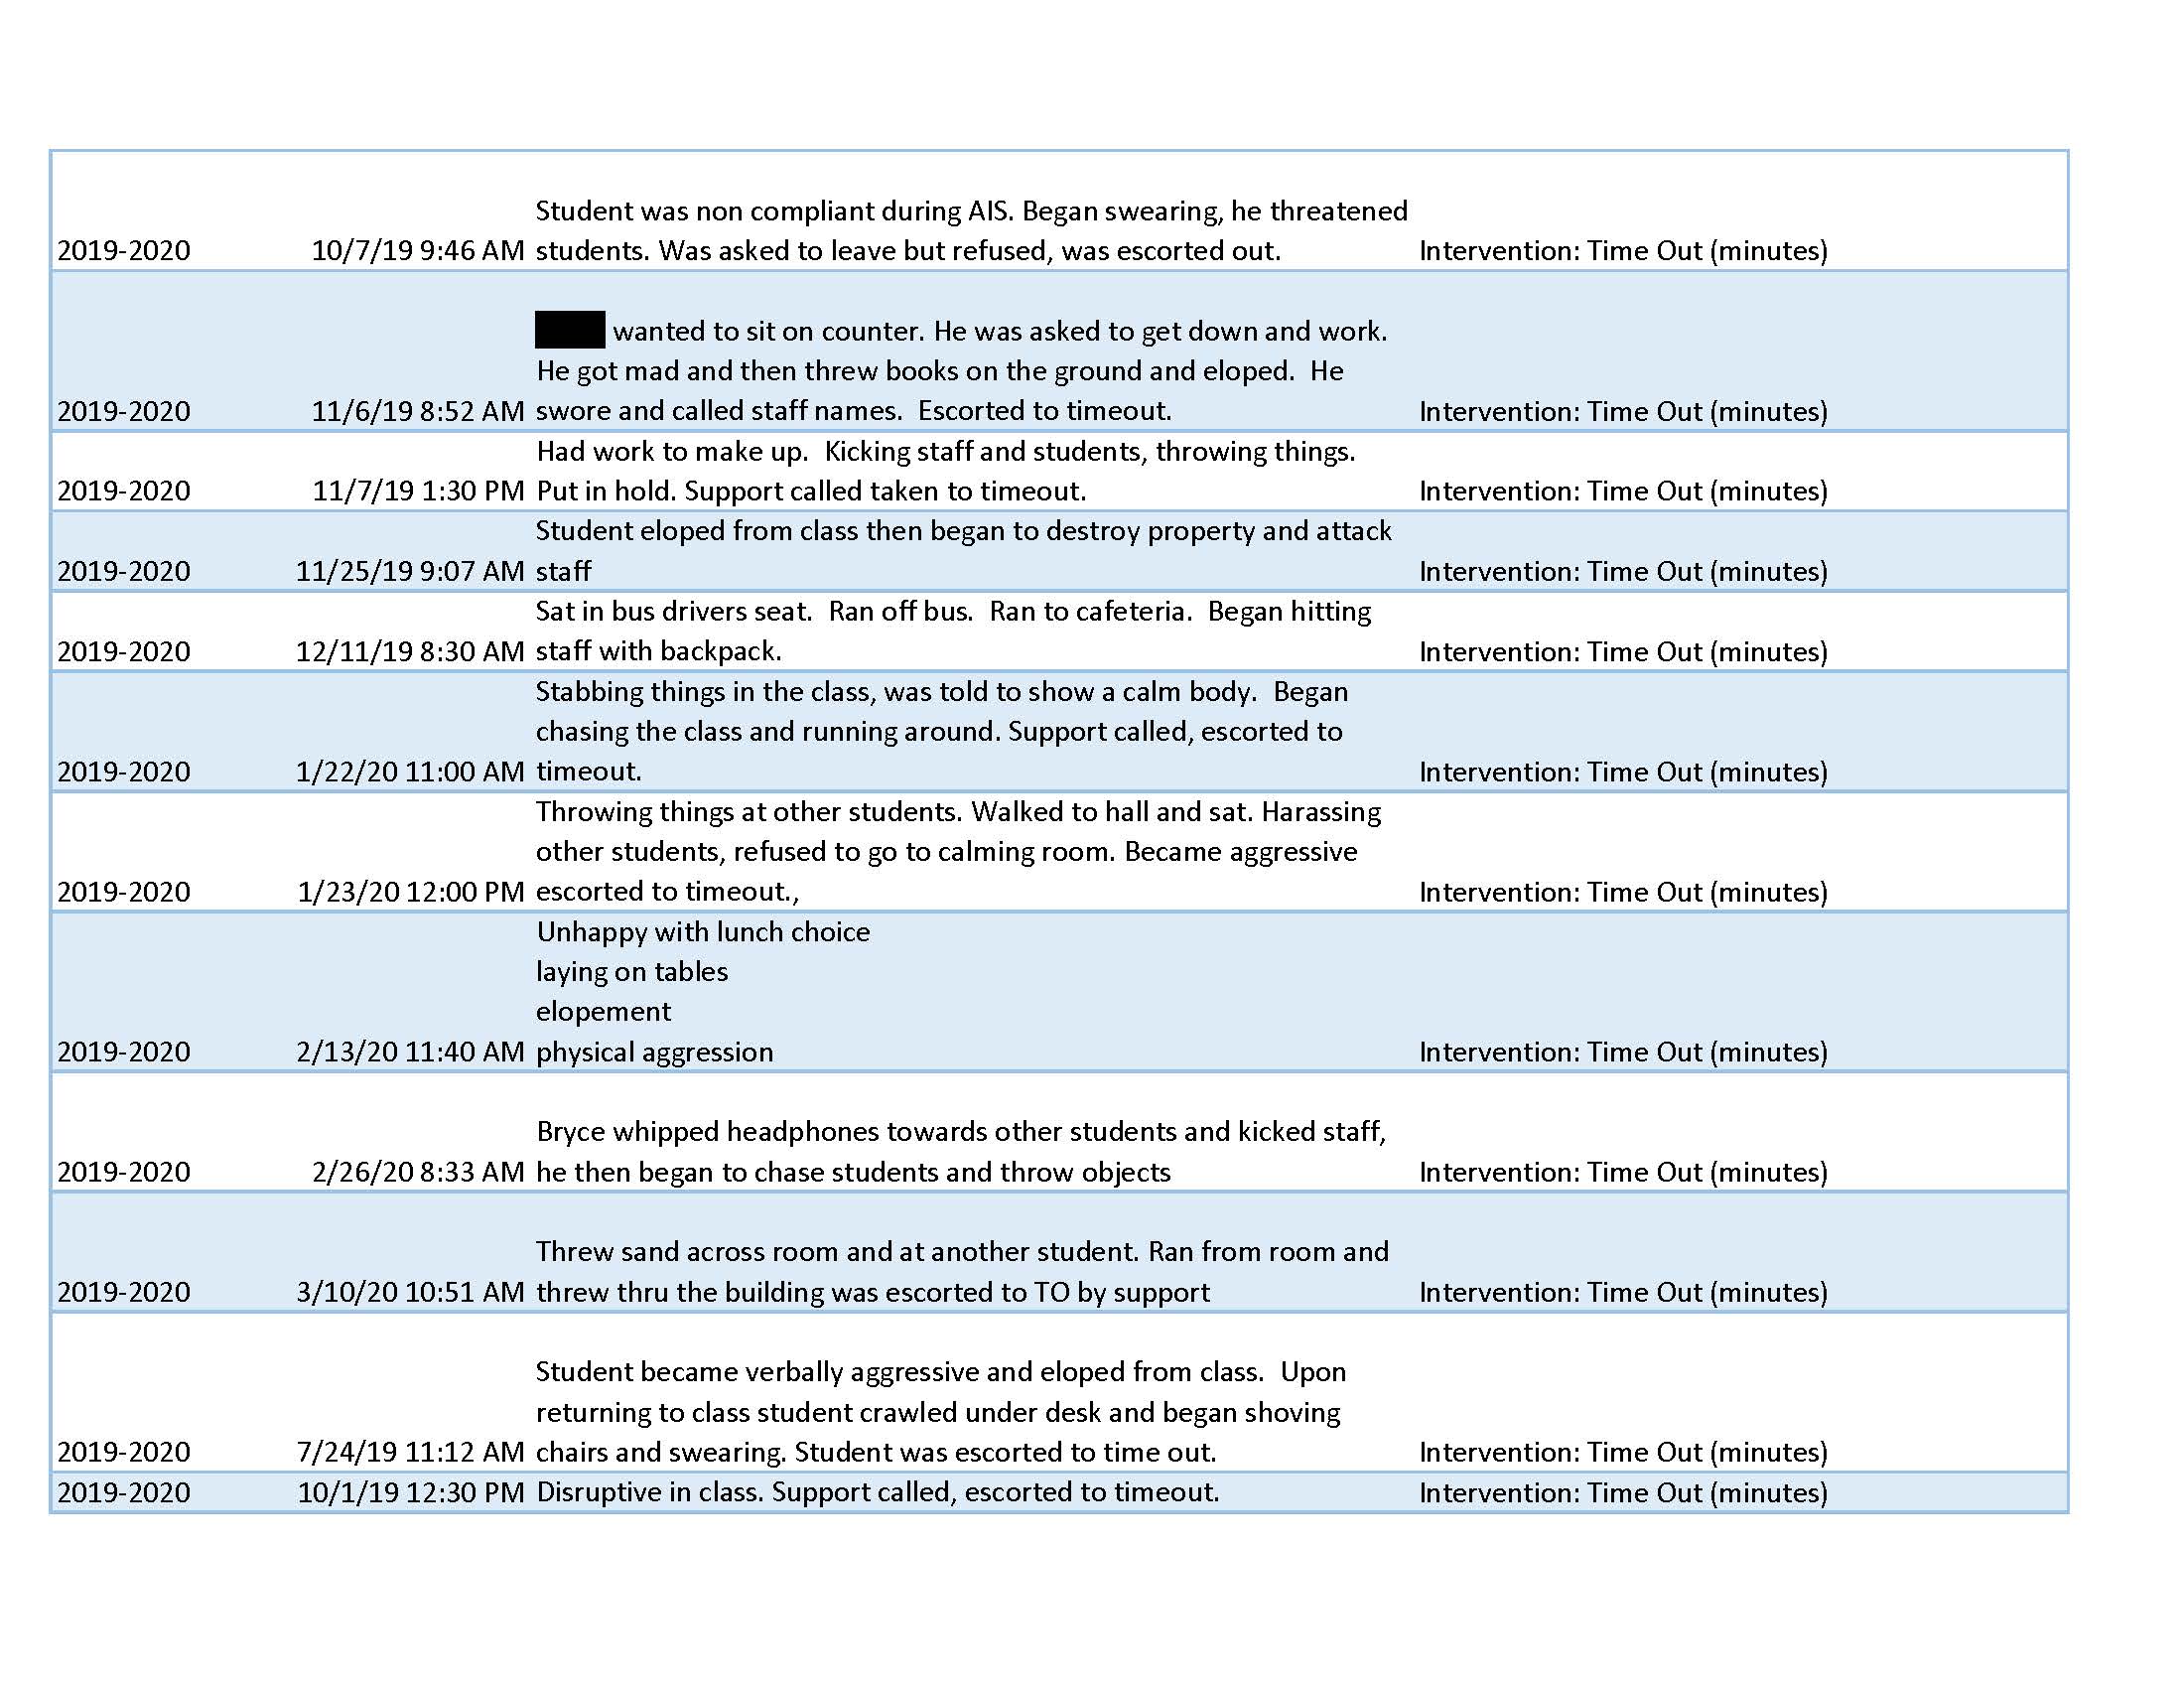 Student was non compliant during AIS. Began swearing, he threatened
2019-2020 10/7/19 9:46 AM students. Was asked to leave but refused, was escorted out. Intervention: Time Out (minutes)
wanted to sit on counter. He was asked to get down and work.
He got mad and then threw books on the ground and eloped.  He
2019-2020 11/6/19 8:52 AM swore and called staff names.  Escorted to timeout. Intervention: Time Out (minutes)
Had work to make up.  Kicking staff and students, throwing things.
2019-2020 11/7/19 1:30 PM Put in hold. Support called taken to timeout. Intervention: Time Out (minutes)
Student eloped from class then began to destroy property and attack
2019-2020 11/25/19 9:07 AM staff Intervention: Time Out (minutes)
Sat in bus drivers seat.  Ran off bus.  Ran to cafeteria.  Began hitting
2019-2020 12/11/19 8:30 AM staff with backpack. Intervention: Time Out (minutes)
Stabbing things in the class, was told to show a calm body.  Began
chasing the class and running around. Support called, escorted to
2019-2020 1/22/20 11:00 AM timeout. Intervention: Time Out (minutes)
Throwing things at other students. Walked to hall and sat. Harassing
other students, refused to go to calming room. Became aggressive
2019-2020 1/23/20 12:00 PM escorted to timeout., Intervention: Time Out (minutes)
Unhappy with lunch choice
laying on tables
elopement
2019-2020 2/13/20 11:40 AM physical aggression Intervention: Time Out (minutes)
Bryce whipped headphones towards other students and kicked staff,
2019-2020 2/26/20 8:33 AM he then began to chase students and throw objects Intervention: Time Out (minutes)
Threw sand across room and at another student. Ran from room and
2019-2020 3/10/20 10:51 AM threw thru the building was escorted to TO by support Intervention: Time Out (minutes)
Student became verbally aggressive and eloped from class.  Upon
returning to class student crawled under desk and began shoving
2019-2020 7/24/19 11:12 AM chairs and swearing. Student was escorted to time out. Intervention: Time Out (minutes)
2019-2020 10/1/19 12:30 PM Disruptive in class. Support called, escorted to timeout. Intervention: Time Out (minutes)